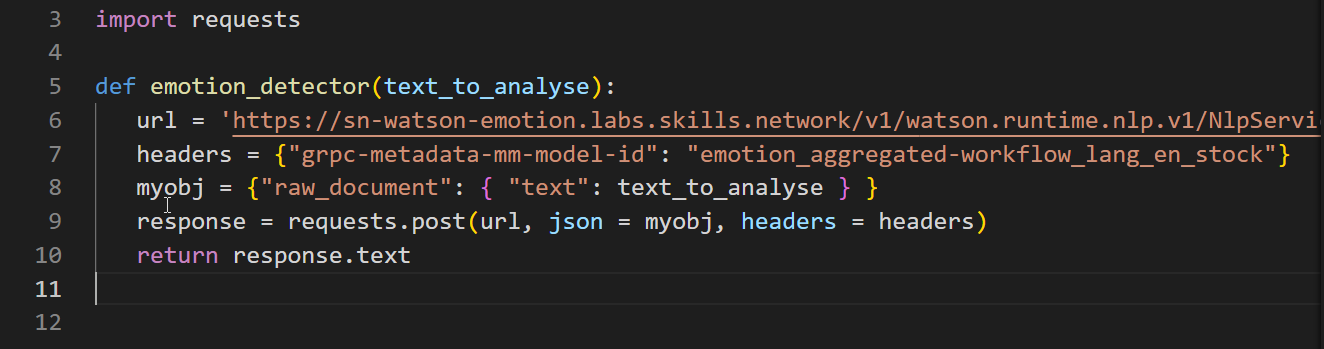 3 import requests
4
5 def emotion_detector(text_to_analyse):
6 url = 'https://sn-watson-emotion.labs.skills.network/v1/watson.runtime.nlp.v1/NlpServi
7 headers = {"grpc-metadata-mm-model-id": "emotion_aggregated-workflow_lang_en_stock"}
8 myobj = {"raw_document": { "text": text_to_analyse } }
9 response = requests.post(url, json = myobj, headers = headers)
10 return response.text
11
12